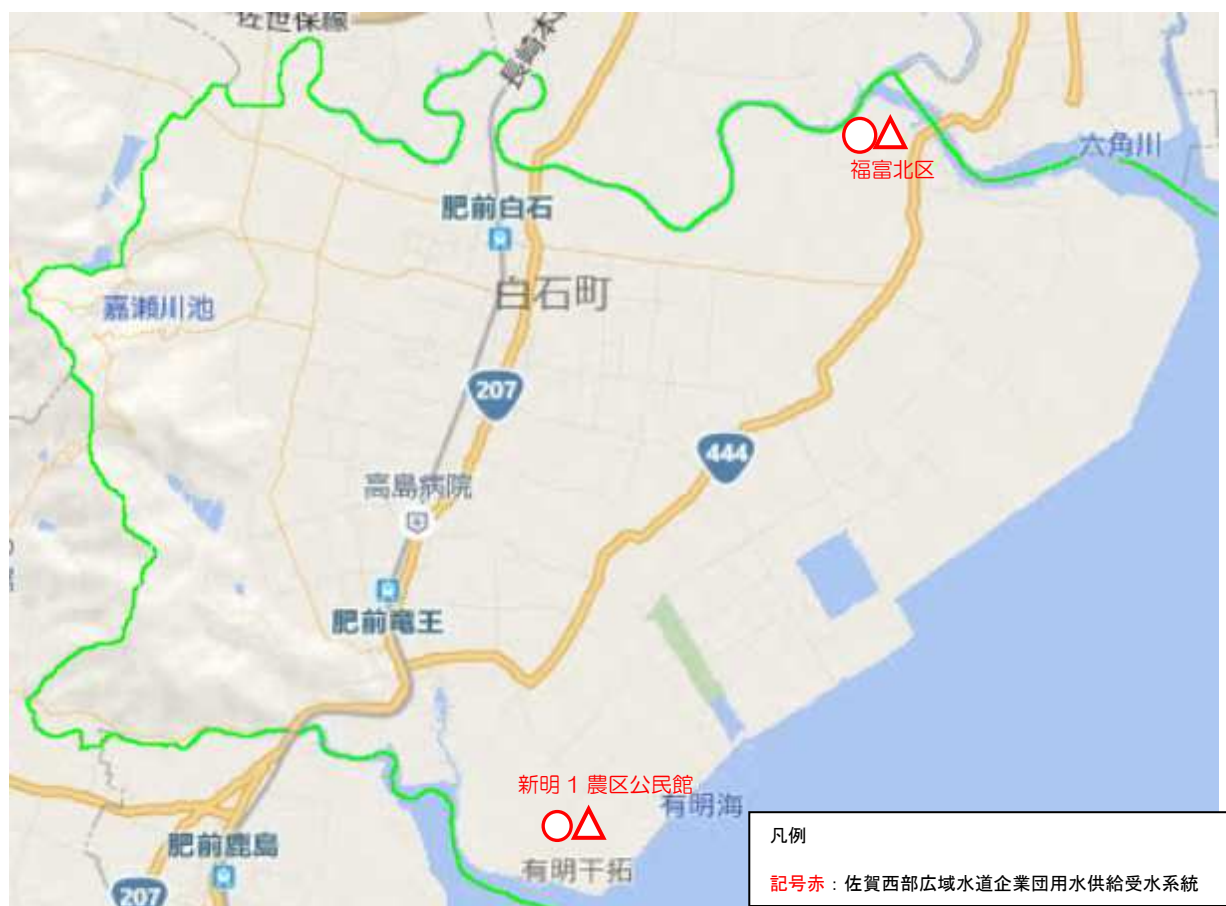 佐世保線
長崎本
六角川
福富北区
肥前白石
白石町
嘉瀬川池
207
444
高島病院
肥前竜王
新明1農区公民館
有明海
肥前鹿島
有明干拓
207
凡例
記号赤：佐賀西部広域水道企業団用水供給受水系統